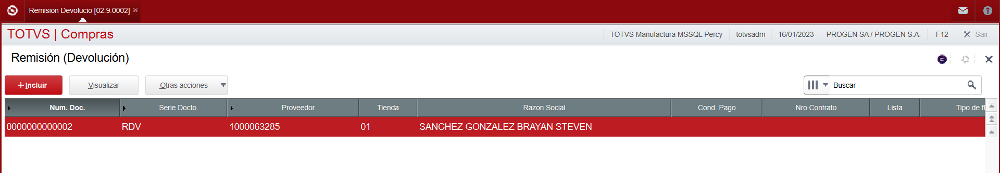 Remision Devolucio [02.9.0002]
TOTVS | Compras TOTVS Manufactura MSSQL Percy totvsadm 16/01/2023 PROGEN SA / PROGEN S.A. F12 Sair
Remisión (Devolución)
+Incluir Visualizar Otras acciones Buscar
Num. Doc. Serie Docto. Proveedor Tienda Razon Social Cond. Pago Nro Contrato Lista Tipo de fl
0000000000002 RDV 1000063285 01 SANCHEZ GONZALEZ BRAYAN STEVEN